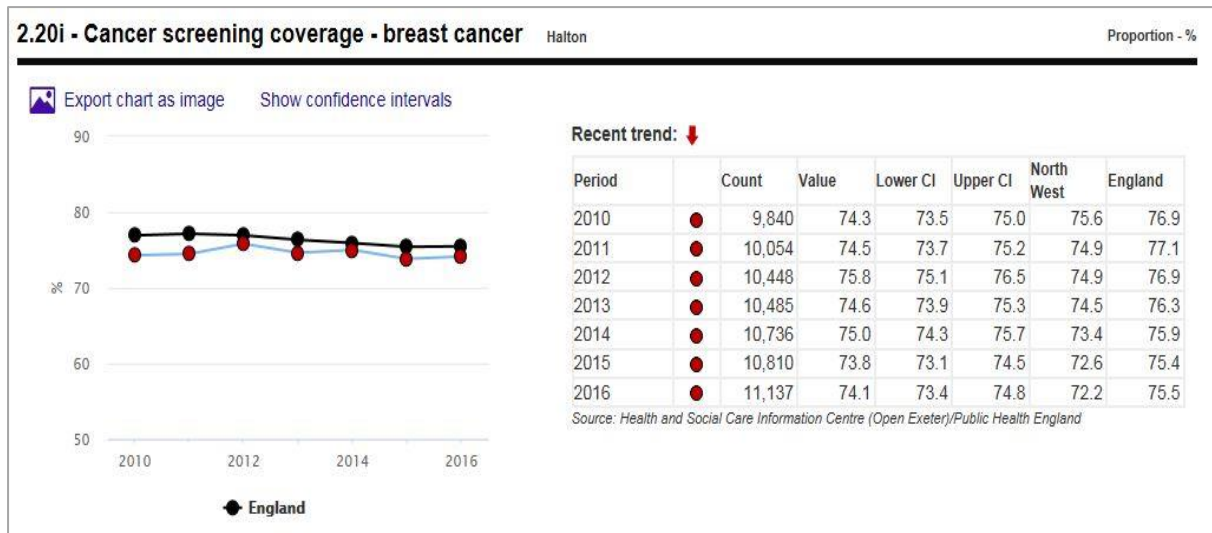 2.20i - Cancer screening coverage - breast cancer Halton Proportion - %
Export chart as image Show confidence intervals
90
80
% 70
60
50
2010 2012 2014 2016
England
Recent trend:
Period Count Value Lower CI Upper CI North West England
2010 9,840 74.3 73.5 75.0 75.6 76.9
2011 10,054 74.5 73.7 75.2 74.9 77.1
2012 10,448 75.8 75.1 76.5 74.9 76.9
2013 10,485 74.6 73.9 75.3 74.5 76.3
2014 10,736 75.0 74.3 75.7 73.4 75.9
2015 10,810 73.8 73.1 74.5 72.6 75.4
2016 11,137 74.1 73.4 74.8 72.2 75.5
Source: Health and Social Care Information Centre (Open Exeter)/Public Health England